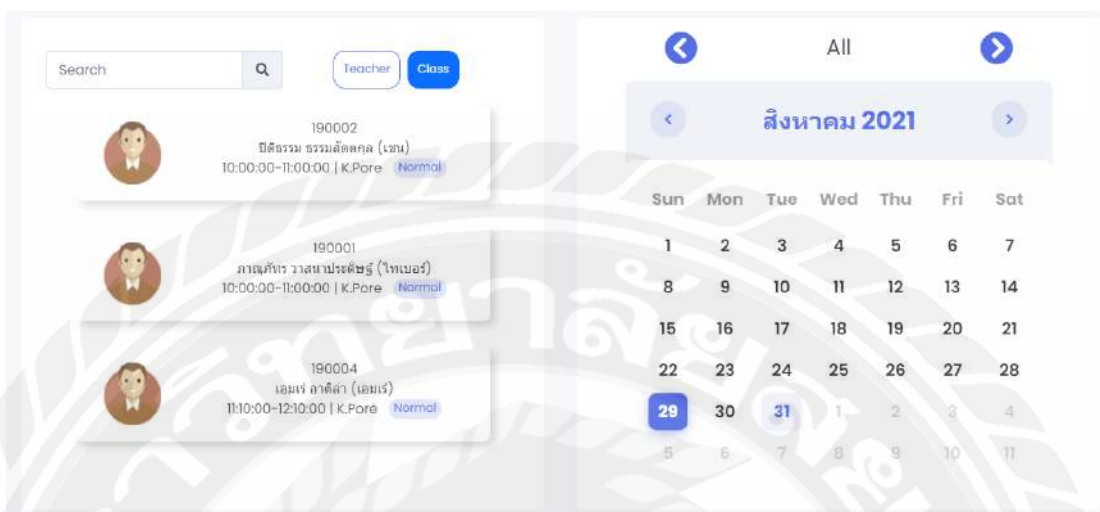 Search
Teacher
Class
190002
ปิติธรรม ธรรมลัดดกุล (เซน)
10:00:00-11:00:00 | K.Pore Normal
190001
ภาณุภัทร วาสนาประดิษฐ์ (ไทเบอร์)
10:00:00-11:00:00 | K.Pore Normal
190004
เอมเร่ อาติล่า (เอมเร่)
11:10:00-12:10:00 | K.Pore Normal
All
สิงหาคม 2021
Sun Mon Tue Wed Thu Fri Sat
1 2 3 4 5 6 7
8 9 10 11 12 13 14
15 16 17 18 19 20 21
22 23 24 25 26 27 28
29 30 31 1 2 3 4
5 6 7 8 9 10 11